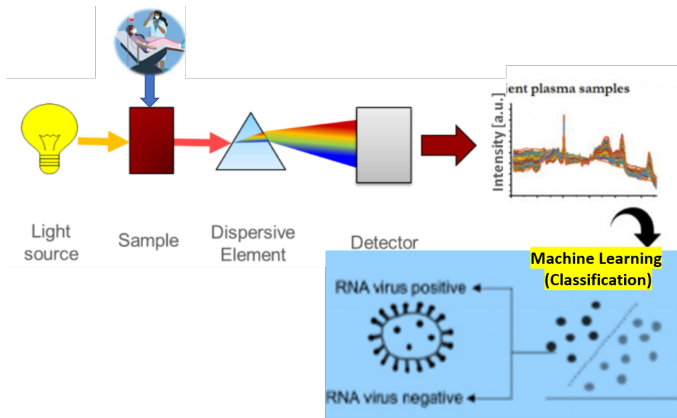 ent plasma samples
Intensity [a.u.]
Light
source
Sample
Dispersive
Element
Detector
Machine Learning
(Classification)
RNA virus positive
RNA virus negative